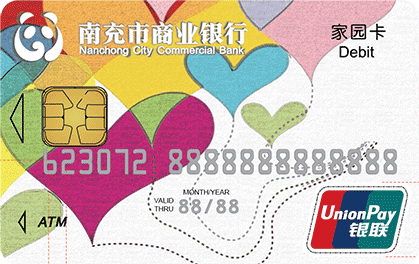 南充市商业银行
Nanchong City Commercial Bank
家园卡
Debit
623072 8888888888888
MONTH/YEAR
VALID THRU 88/88
ATM
UnionPay
银联